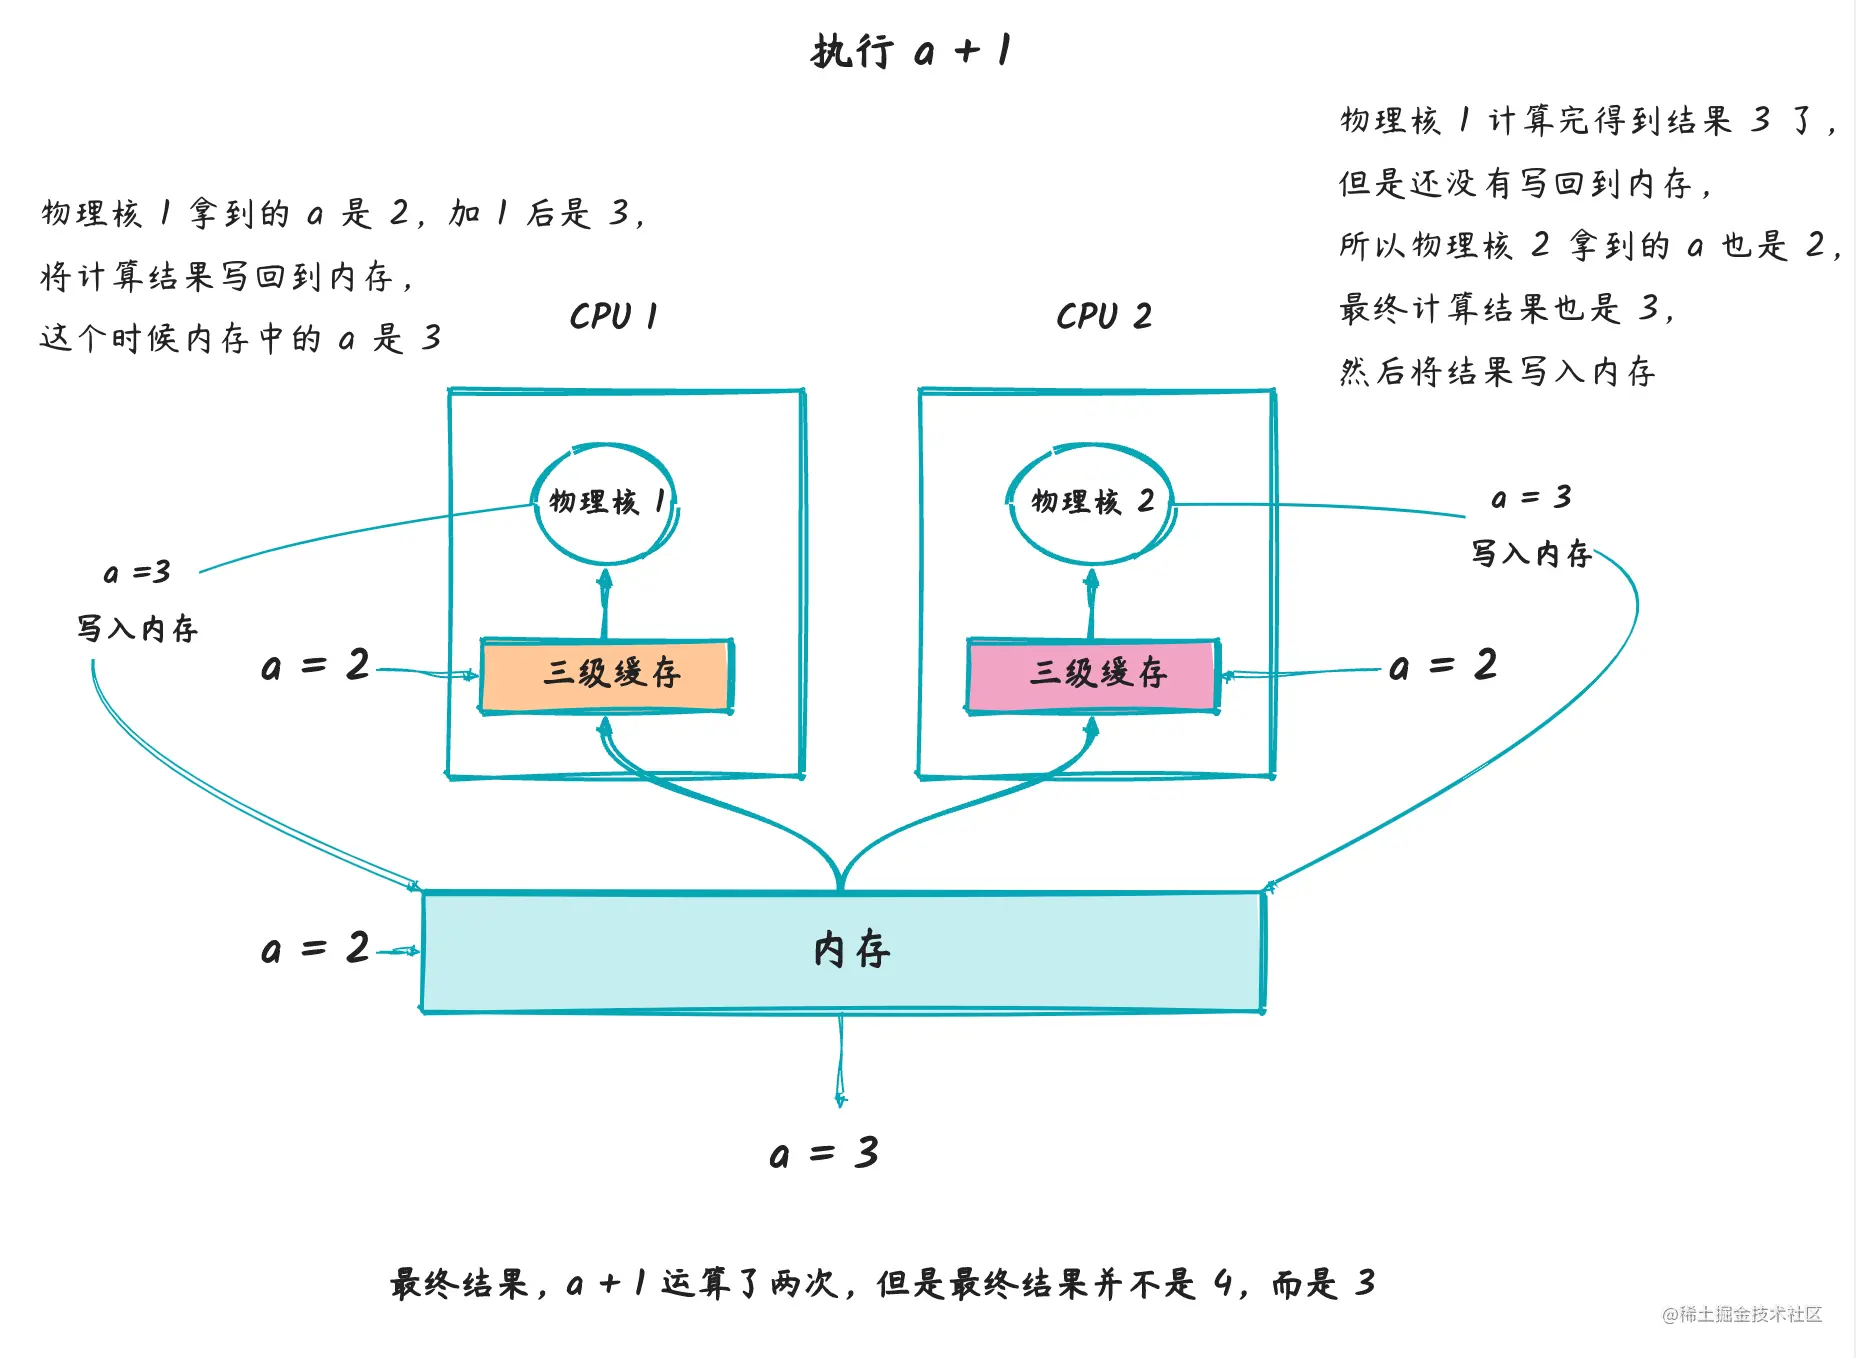 执行 a + 1
物理核 1 拿到的 a 是 2，加 1 后是 3，
将计算结果写回到内存，
这个时候内存中的 a 是 3
物理核 1 计算完得到结果 3 了，
但是还没有写回到内存，
所以物理核 2 拿到的 a 也是 2，
最终计算结果也是 3，
然后将结果写入内存
CPU 1
CPU 2
物理核 1
物理核 2
a = 3
写入内存
a =3
写入内存
a = 2
三级缓存
三级缓存
a = 2
a = 2
内存
a = 3
最终结果，a + 1 运算了两次，但是最终结果并不是 4，而是 3
@稀土掘金技术社区